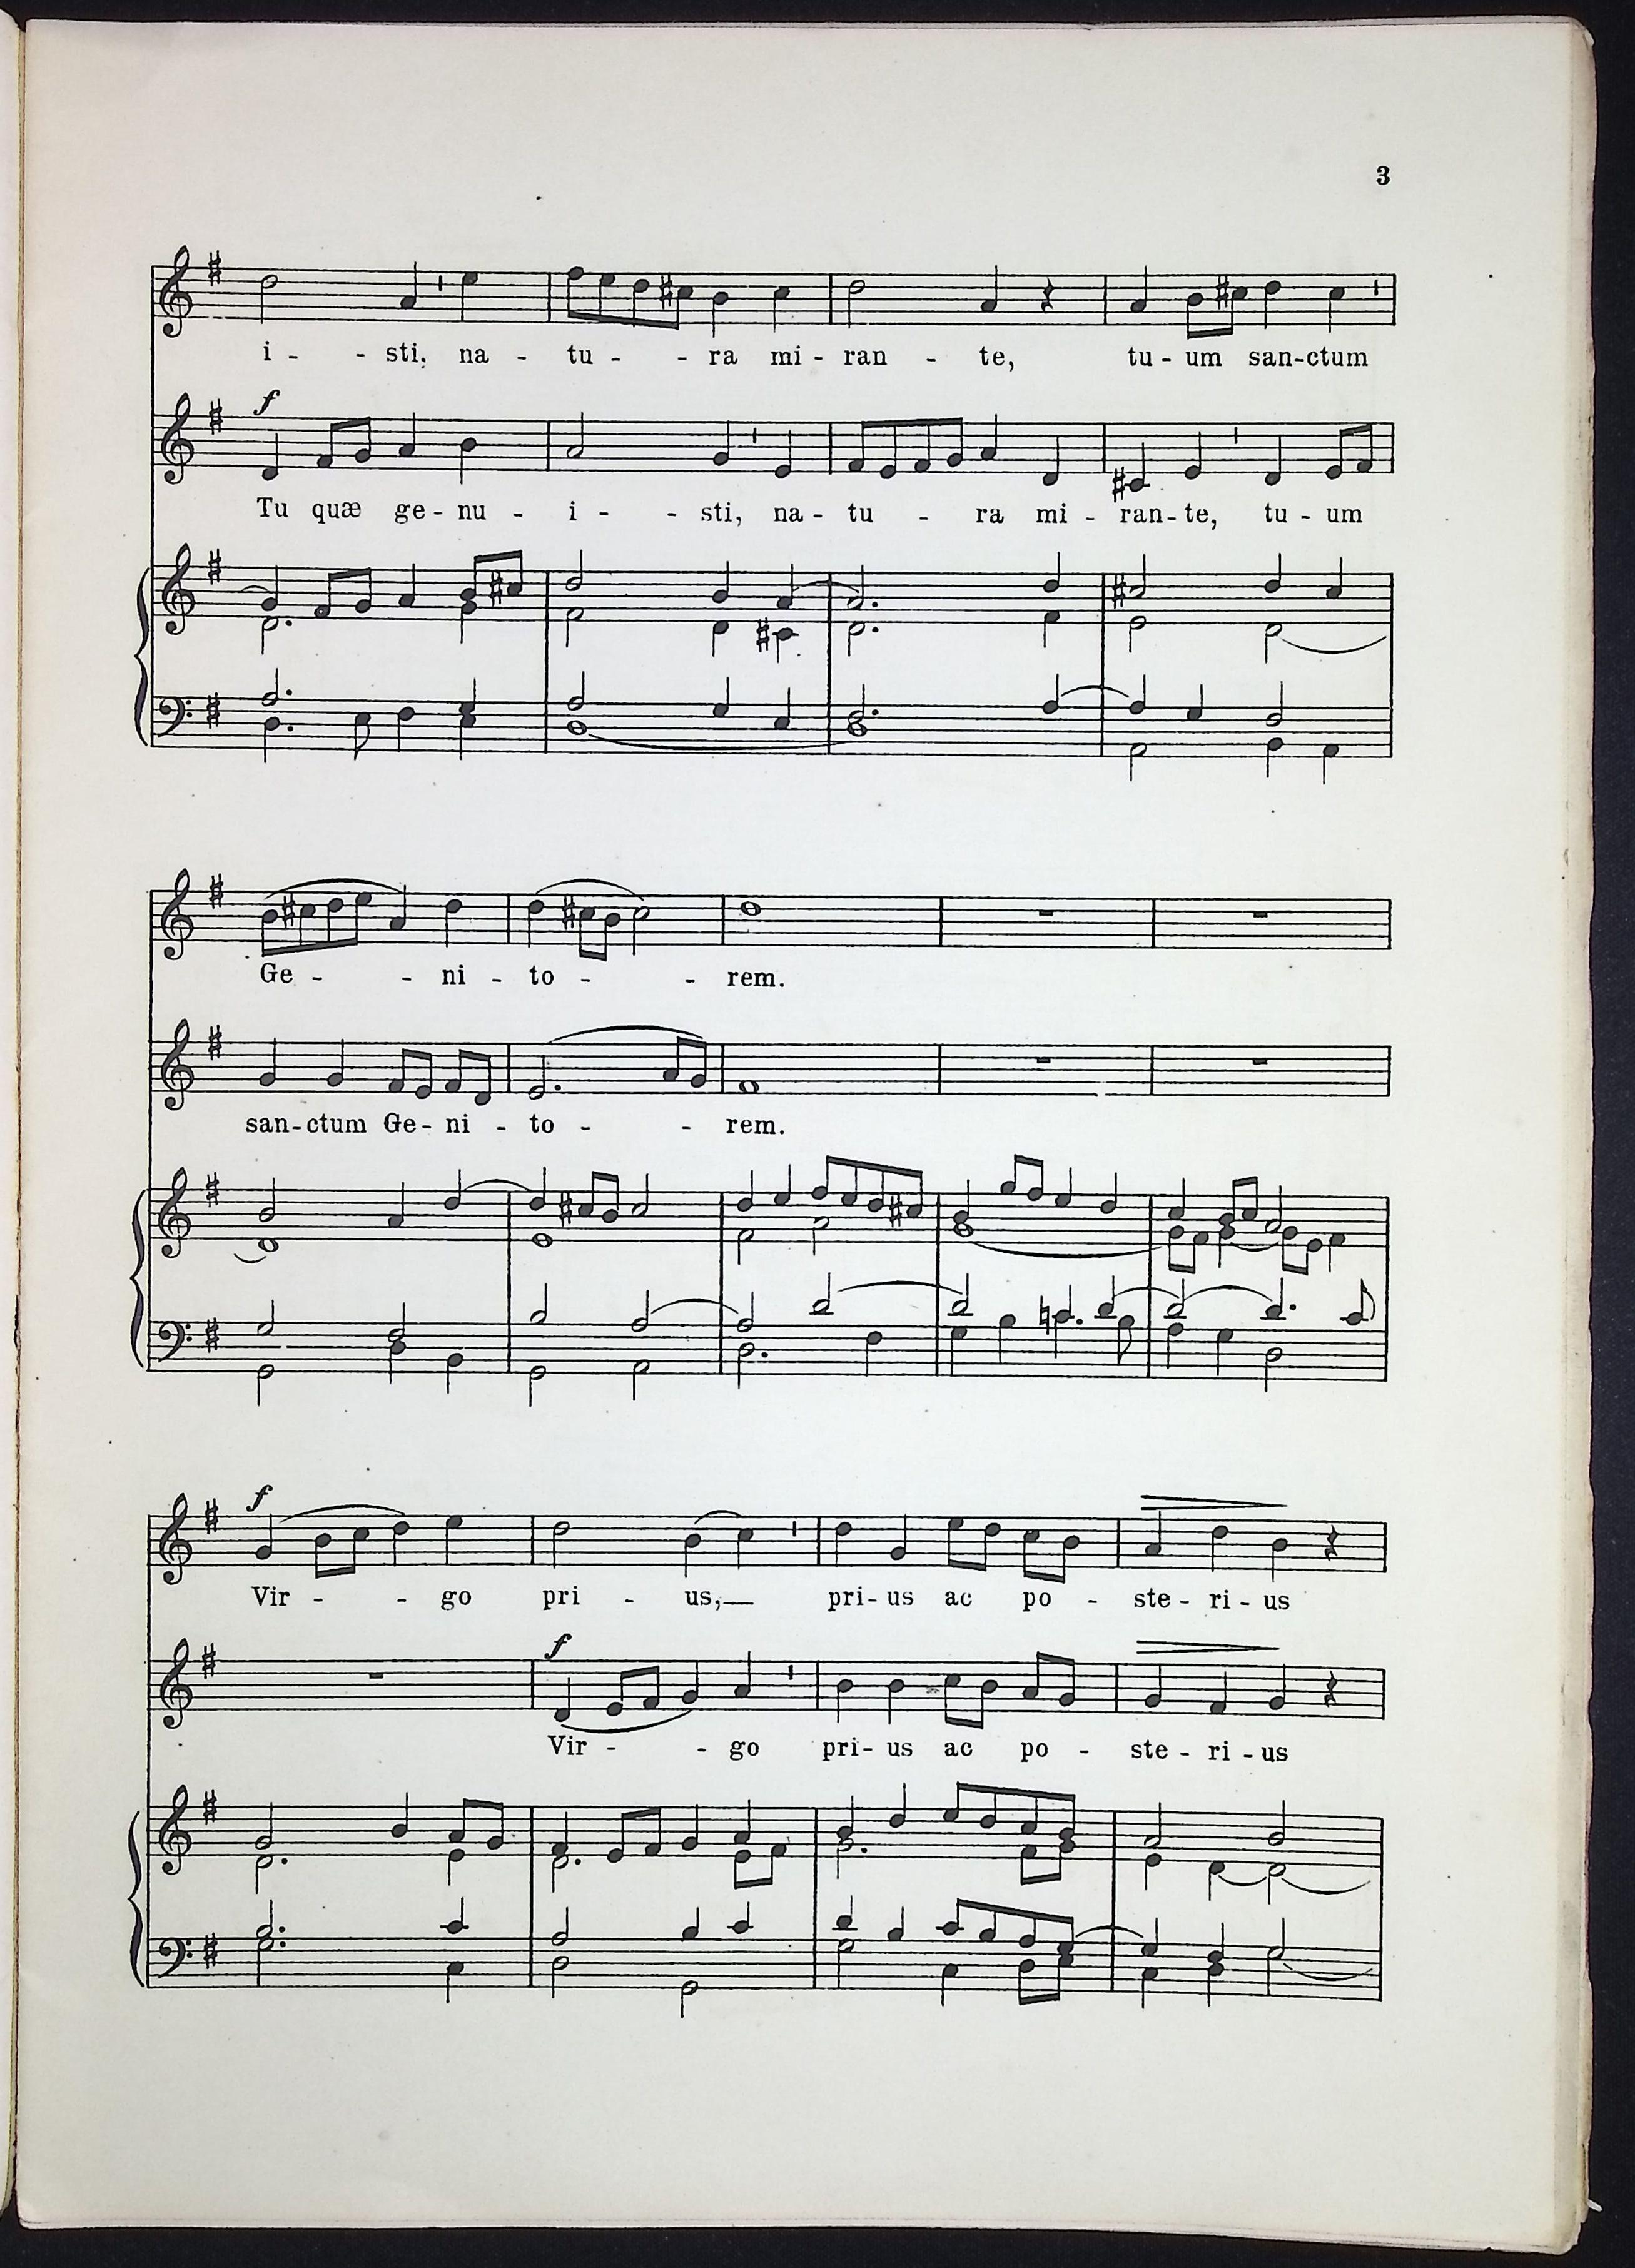 3
i - - sti, na - tu - - ra mi - ran - te, tu - um san-ctum
f
Tu quæ ge - nu - i - - sti, na - tu - ra mi - ran-te, tu - um
Ge - - ni - to - - rem.
san-ctum Ge - ni - to - - rem.
f
Vir - - go pri - us,— pri - us ac po - ste - ri - us
f
Vir - - go pri - us ac po - ste - ri - us